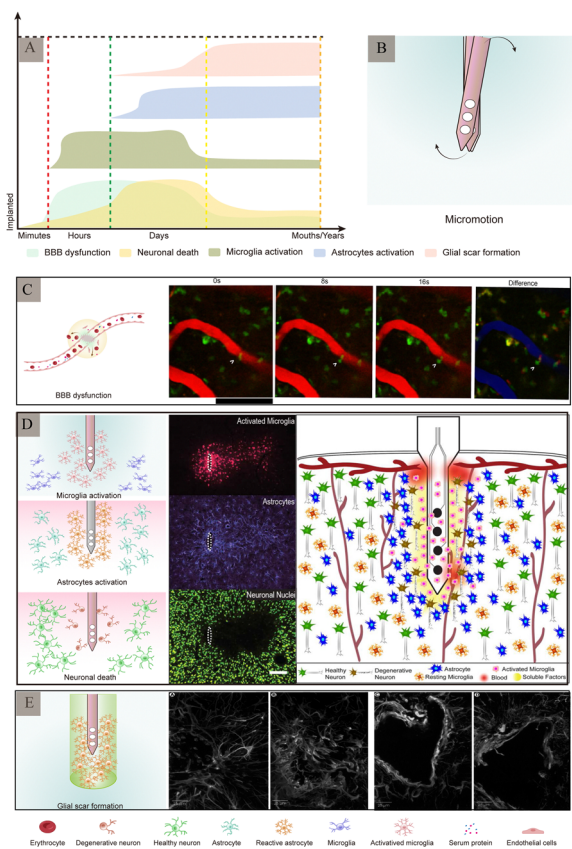 A
B
Implanted
Mimutes
Hours
Days
Mouths/Years
BBB dysfunction
Neuronal death
Microglia activation
Astrocytes activation
Glial scar formation
Micromotion
C
0s
8s
16s
Difference
BBB dysfunction
D
Activated Microglia
Microglia activation
Astrocytes
Astrocytes activation
Neuronal Nuclei
Neuronal death
Healthy
Neuron
Degenerative
Neuron
Astrocyte
Resting Microglia
Activated Microglia
Blood
Soluble Factors
E
A
B
C
D
Glial scar formation
Erythrocyte
Degenerative neuron
Healthy neuron
Astrocyte
Reactive astrocyte
Microglia
Activatived microglia
Serum protein
Endothelial cells